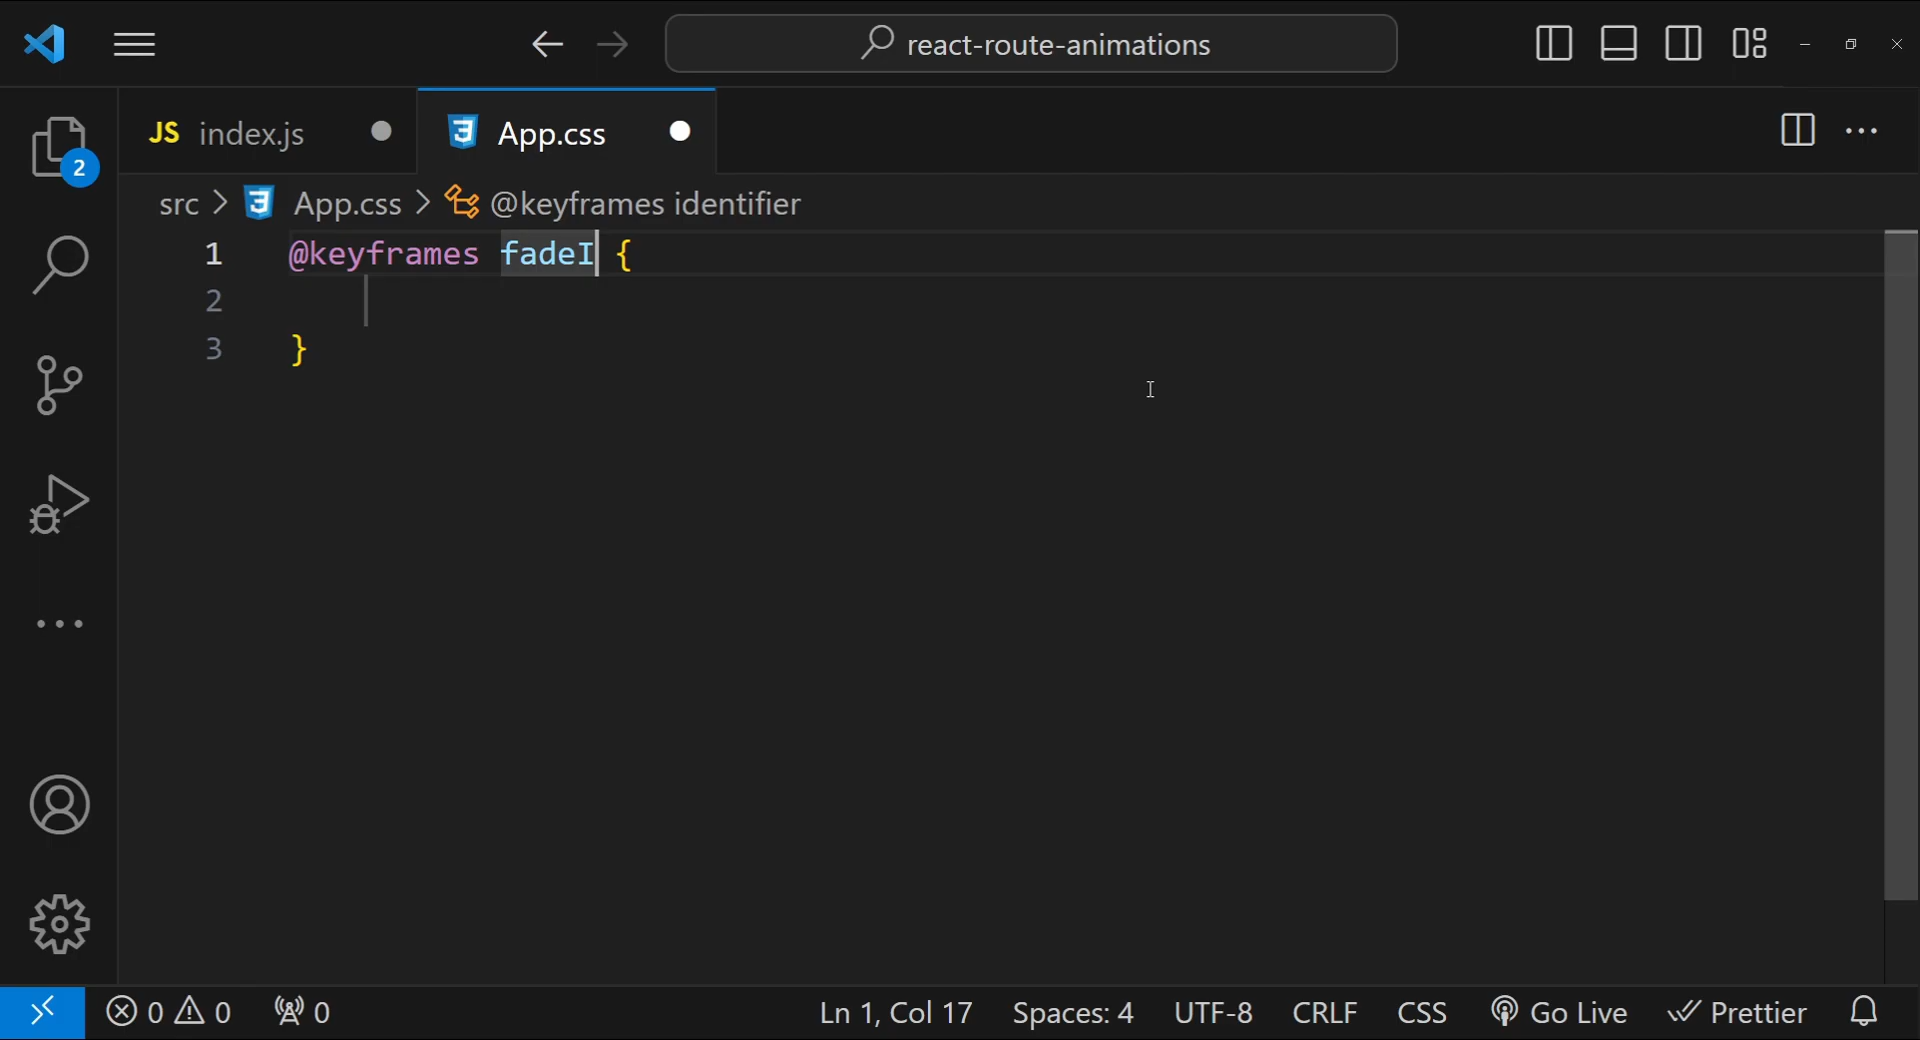 react-route-animations
JS index.js
App.css
2
src > App.css > @keyframes identifier
1 @keyframes fadeI {
2
3 }
0 0 0
Ln 1, Col 17 Spaces: 4 UTF-8 CRLF CSS Go Live Prettier